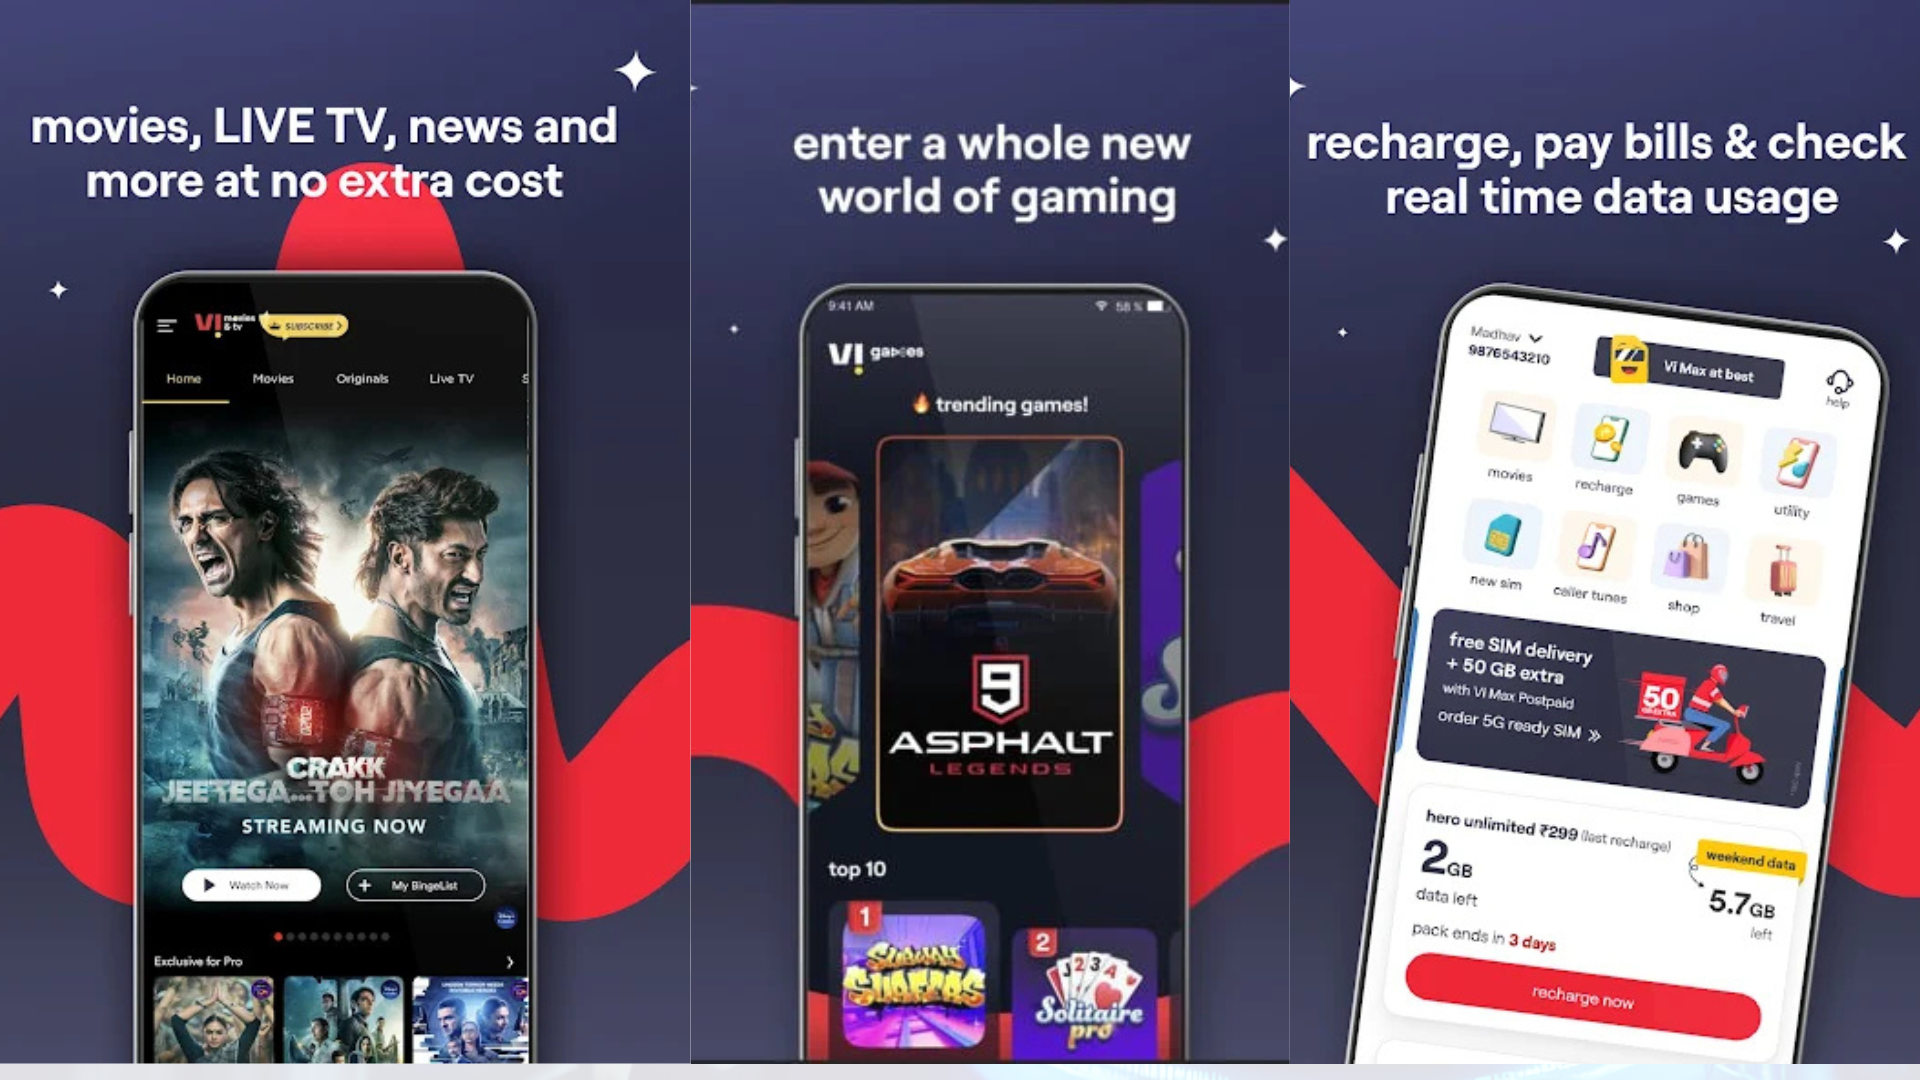 movies, LIVE TV, news and
more at no extra cost
VI movies
& tv
SUBSCRIBE
Home
Movies
Originals
Live TV
S
CRAKK
JEETEGA...TOH JIYEGAA
STREAMING NOW
Watch Now
My BingeList
Exclusive for Pro
enter a whole new
world of gaming
9:41 AM
58 %
VI games
trending games!
9
ASPHALT
LEGENDS
top 10
1
SUBWAY
SURFERS
2
J 2 3 A
Solitaire
pro
recharge, pay bills & check
real time data usage
Madhav
9876543210
Vi Max at best
help
movies
recharge
games
utility
new sim
caller tunes
shop
travel
free SIM delivery
+ 50 GB extra
with Vi Max Postpaid
order 5G ready SIM »
50
GB EXTRA
hero unlimited ₹299 (last recharge)
2GB
data left
weekend data
5.7GB
left
pack ends in 3 days
recharge now